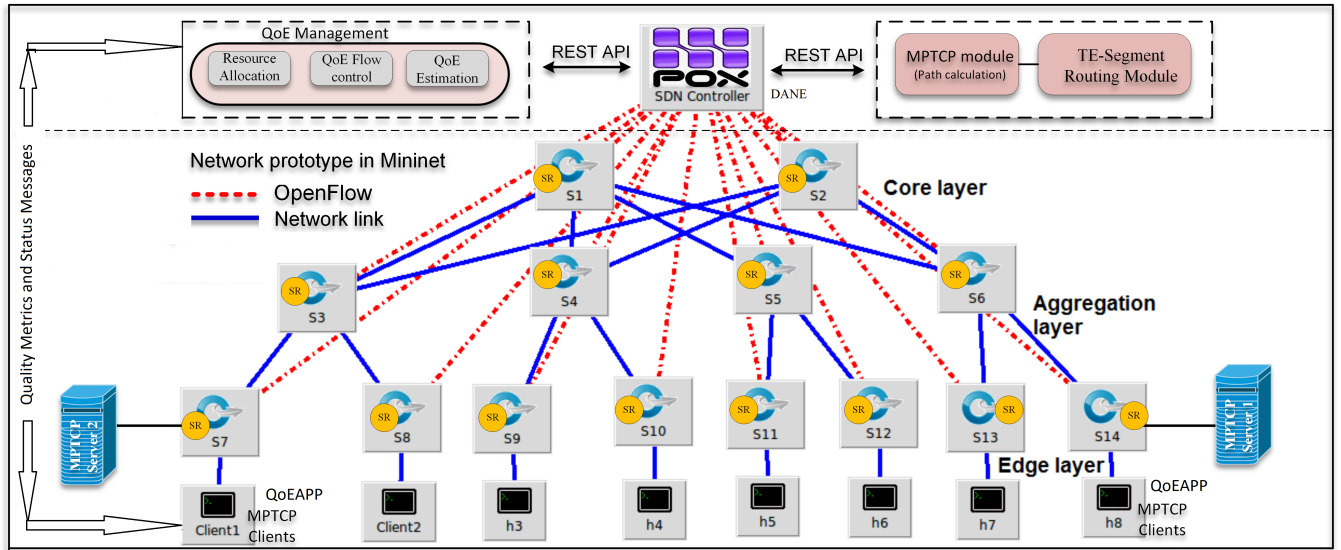 QoE Management
Resource
Allocation
QoE Flow
control
QoE
Estimation
REST API
POX
SDN Controller
REST API
DANE
MPTCP module
(Path calculation)
TE-Segment
Routing Module
Quality Metrics and Status Messages
Network prototype in Mininet
OpenFlow
Network link
SR
S1
SR
S2
Core layer
SR
S3
SR
S4
SR
S5
SR
S6
Aggregation
layer
MPTCP
Server 2
SR
S7
SR
S8
SR
S9
SR
S10
SR
S11
SR
S12
SR
S13
SR
S14
MPTCP
Server 1
Edge layer
Client1
QoEAPP
MPTCP
Clients
Client2
h3
h4
h5
h6
h7
h8
QoEAPP
MPTCP
Clients